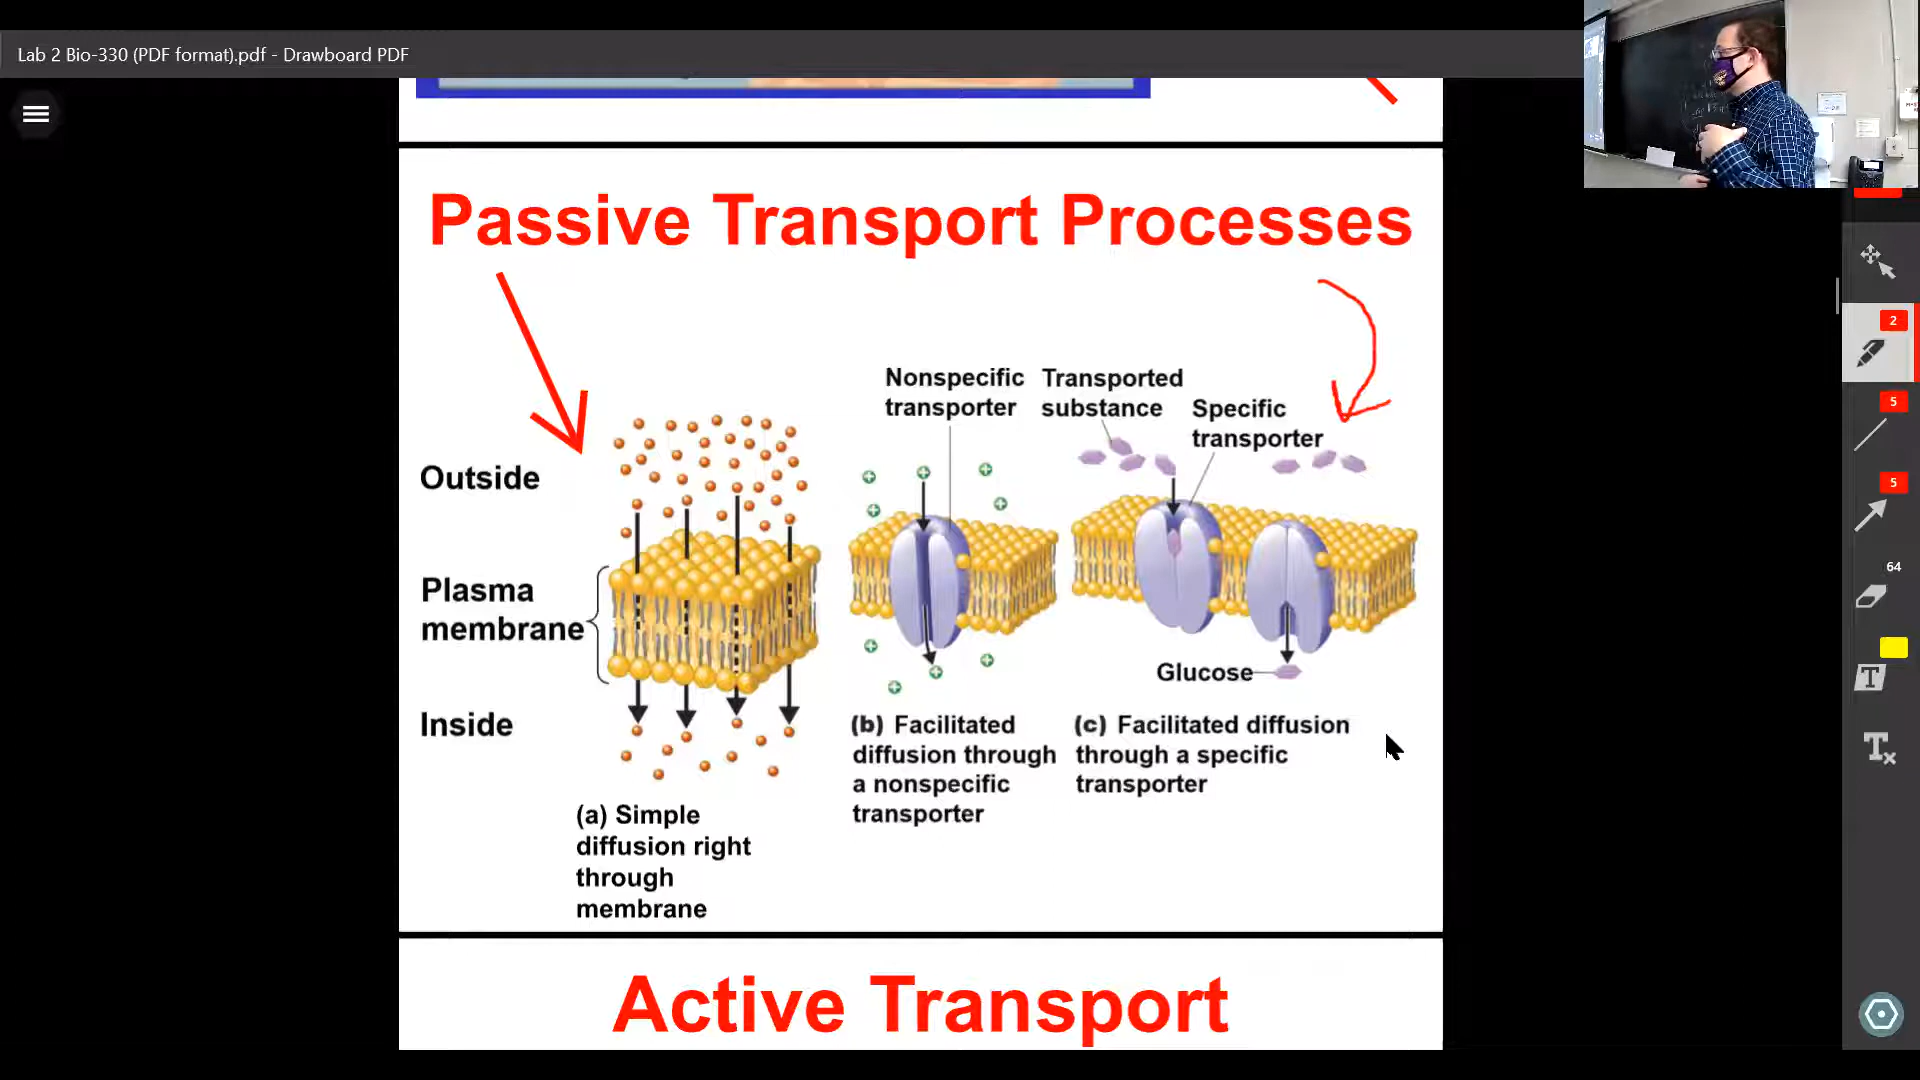 Lab 2 Bio-330 (PDF format).pdf - Drawboard PDF
Passive Transport Processes
Nonspecific
transporter
Transported
substance
Specific
transporter
Outside
Plasma
membrane
Inside
Glucose
(a) Simple
diffusion right
through
membrane
(b) Facilitated
diffusion through
a nonspecific
transporter
(c) Facilitated diffusion
through a specific
transporter
Active Transport
2
5
5
64